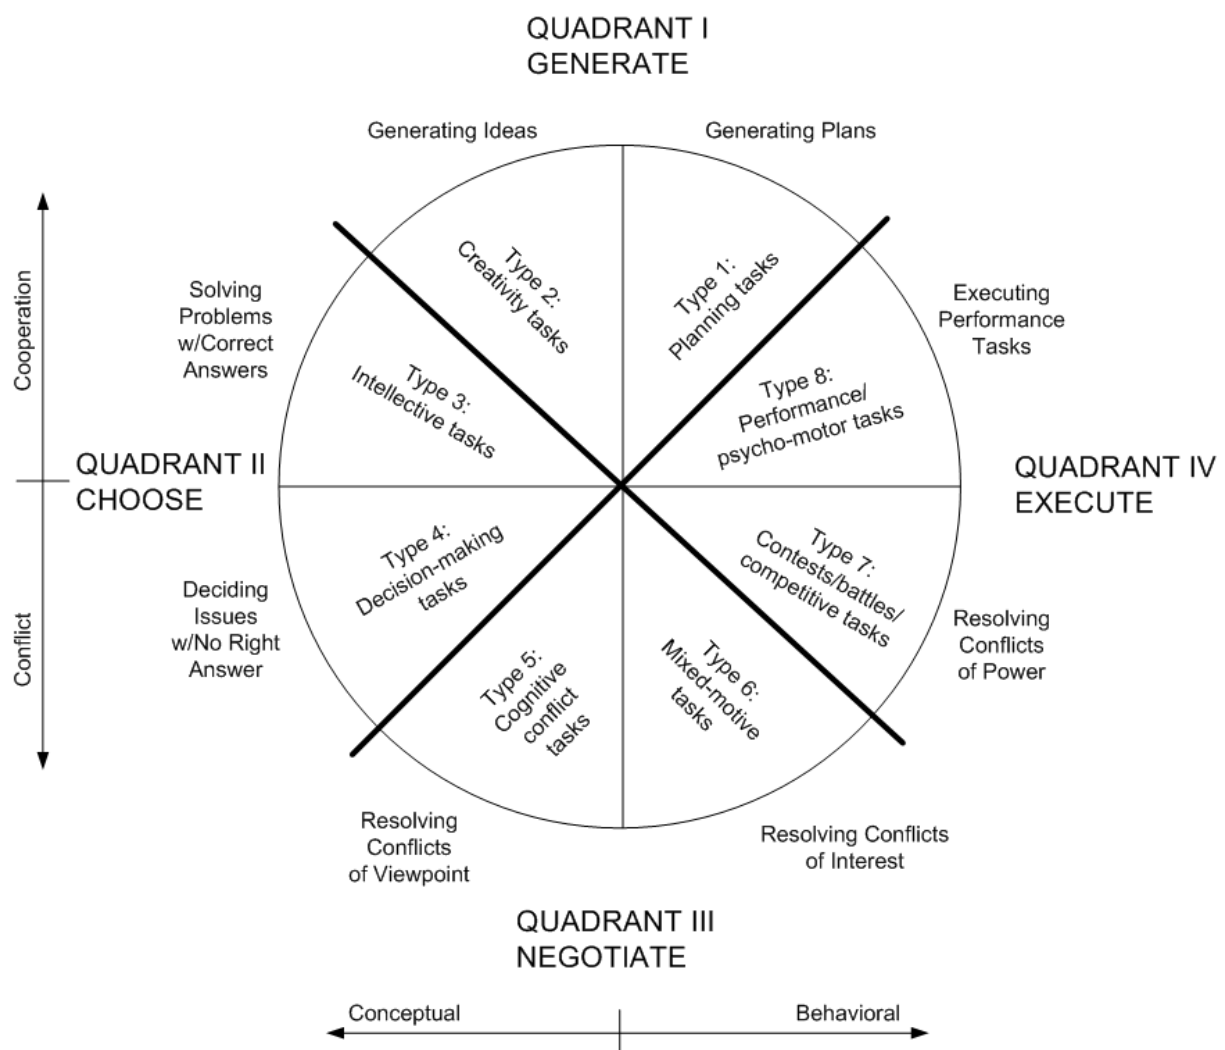 QUADRANT I
GENERATE
Generating Ideas
Generating Plans
Type 2:
Creativity tasks
Type 1:
Planning tasks
Cooperation
Solving
Problems
w/Correct
Answers
Executing
Performance
Tasks
Type 3:
Intellective tasks
Type 8:
Performance/
psycho-motor tasks
QUADRANT II
CHOOSE
QUADRANT IV
EXECUTE
Conflict
Deciding
Issues
w/No Right
Answer
Type 4:
Decision-making
tasks
Type 7:
Contests/battles/
competitive tasks
Resolving
Conflicts
of Power
Type 5:
Cognitive
conflict
tasks
Type 6:
Mixed-motive
tasks
Resolving
Conflicts
of Viewpoint
Resolving Conflicts
of Interest
QUADRANT III
NEGOTIATE
Conceptual
Behavioral